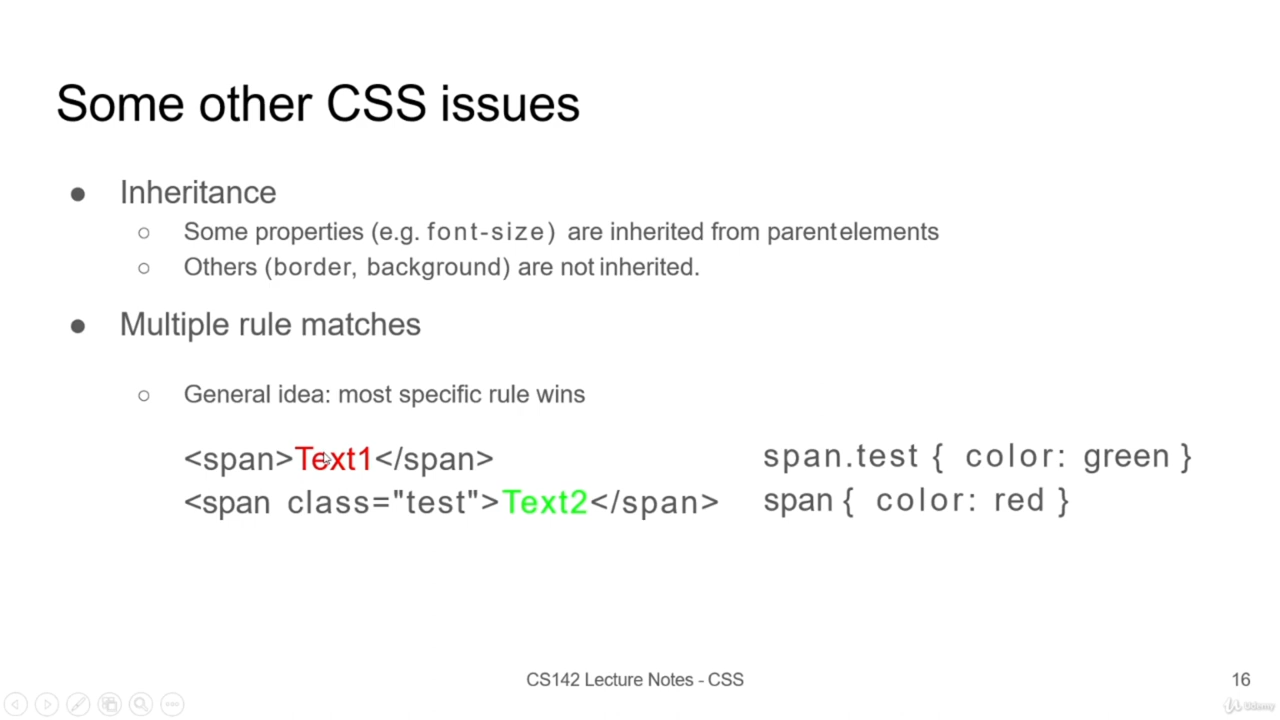 Some other CSS issues
● Inheritance
○ Some properties (e.g. font-size) are inherited from parent elements
○ Others (border, background) are not inherited.
● Multiple rule matches
○ General idea: most specific rule wins
<span>Text1</span> span.test { color: green }
<span class="test">Text2</span> span { color: red }
CS142 Lecture Notes - CSS 16
Udemy